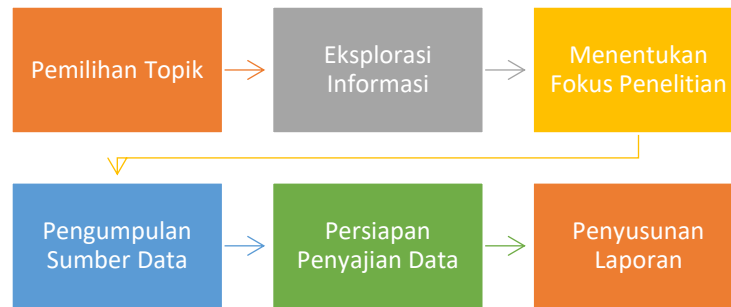 Pemilihan Topik
Eksplorasi
Informasi
Menentukan
Fokus Penelitian
Pengumpulan
Sumber Data
Persiapan
Penyajian Data
Penyusunan
Laporan